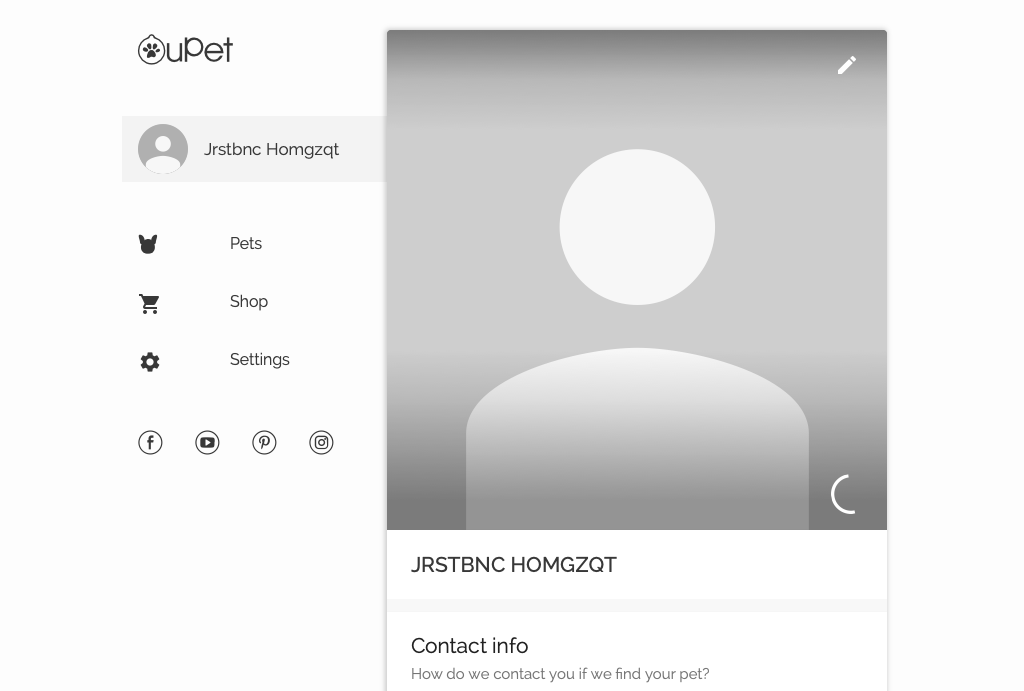 uPet
Jrstbnc Homgzqt
Pets
Shop
Settings
JRSTBNC HOMGZQT
Contact info
How do we contact you if we find your pet?